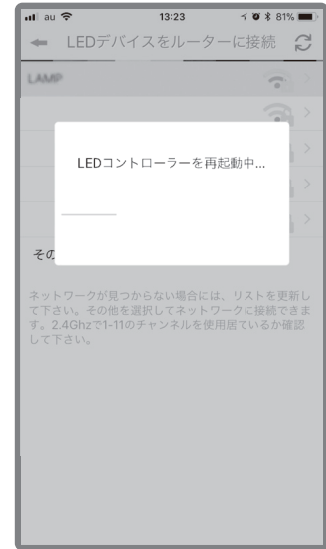 au 13:23 81%
LEDデバイスをルーターに接続
LAMP
LEDコントローラーを再起動中...
その
ネットワークが見つからない場合には、リストを更新し
て下さい。その他を選択してネットワークに接続できま
す。2.4Ghzで1-11のチャンネルを使用居ているか確認
して下さい。